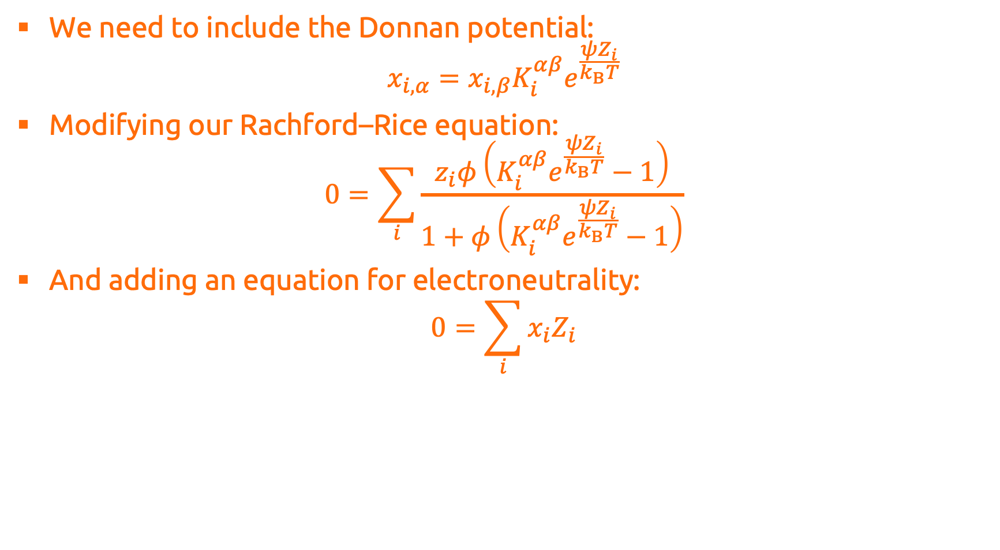 ▪ We need to include the Donnan potential:
$x_{i,\alpha} = x_{i,\beta} K_i^{\alpha\beta} e^{\frac{\psi Z_i}{k_{\mathrm{B}} T}}$
▪ Modifying our Rachford–Rice equation:
$0 = \sum_i \frac{z_i \phi \left( K_i^{\alpha\beta} e^{\frac{\psi Z_i}{k_{\mathrm{B}} T}} - 1 \right)}{1 + \phi \left( K_i^{\alpha\beta} e^{\frac{\psi Z_i}{k_{\mathrm{B}} T}} - 1 \right)}$
▪ And adding an equation for electroneutrality:
$0 = \sum_i x_i Z_i$